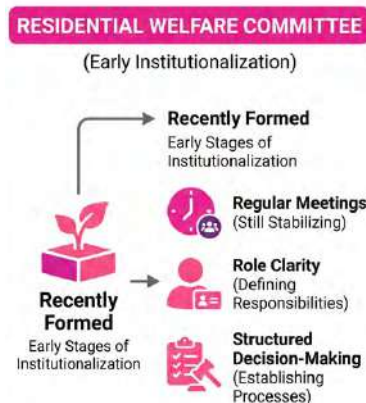 RESIDENTIAL WELFARE COMMITTEE
(Early Institutionalization)
Recently Formed
Early Stages of
Institutionalization
Regular Meetings
(Still Stabilizing)
Role Clarity
(Defining
Responsibilities)
Recently
Formed
Early Stages of
Institutionalization
Structured
Decision-Making
(Establishing
Processes)